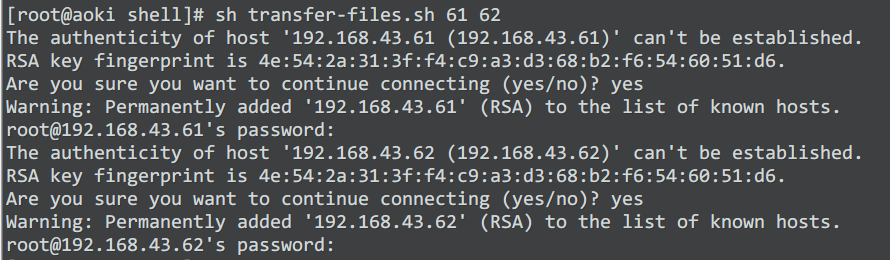 [root@aoki shell]# sh transfer-files.sh 61 62
The authenticity of host '192.168.43.61 (192.168.43.61)' can't be established.
RSA key fingerprint is 4e:54:2a:31:3f:f4:c9:a3:d3:68:b2:f6:54:60:51:d6.
Are you sure you want to continue connecting (yes/no)? yes
Warning: Permanently added '192.168.43.61' (RSA) to the list of known hosts.
root@192.168.43.61's password:
The authenticity of host '192.168.43.62 (192.168.43.62)' can't be established.
RSA key fingerprint is 4e:54:2a:31:3f:f4:c9:a3:d3:68:b2:f6:54:60:51:d6.
Are you sure you want to continue connecting (yes/no)? yes
Warning: Permanently added '192.168.43.62' (RSA) to the list of known hosts.
root@192.168.43.62's password: